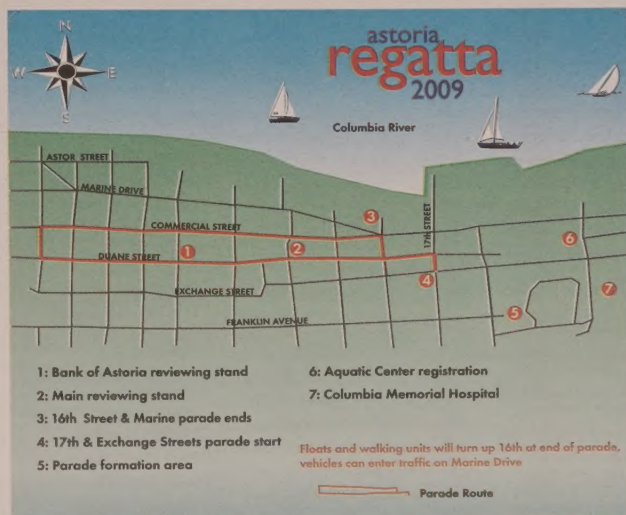 astoria
regatta
2009
N
W E
S
Columbia River
ASTOR STREET
MARINE DRIVE
COMMERCIAL STREET
17th STREET
3
6
DUANE STREET
1
2
4
7
EXCHANGE STREET
5
FRANKLIN AVENUE
1: Bank of Astoria reviewing stand
2: Main reviewing stand
3: 16th Street & Marine parade ends
4: 17th & Exchange Streets parade start
5: Parade formation area
6: Aquatic Center registration
7: Columbia Memorial Hospital
Floats and walking units will turn up 16th at end of parade,
vehicles can enter traffic on Marine Drive
Parade Route